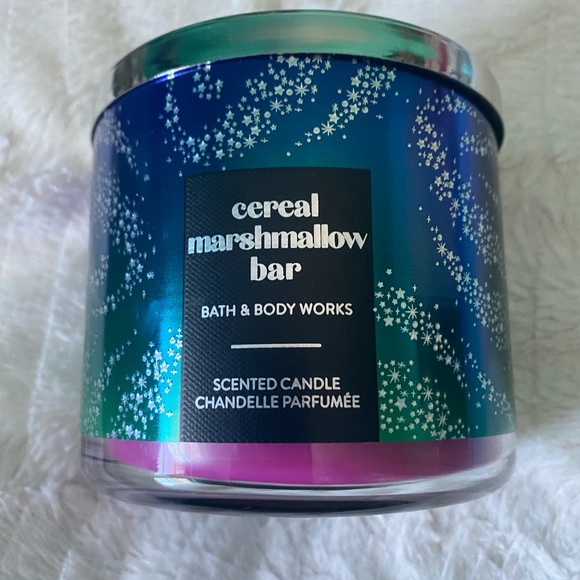 cereal
marshmallow
bar
BATH & BODY WORKS
SCENTED CANDLE
CHANDELLE PARFUMÉE